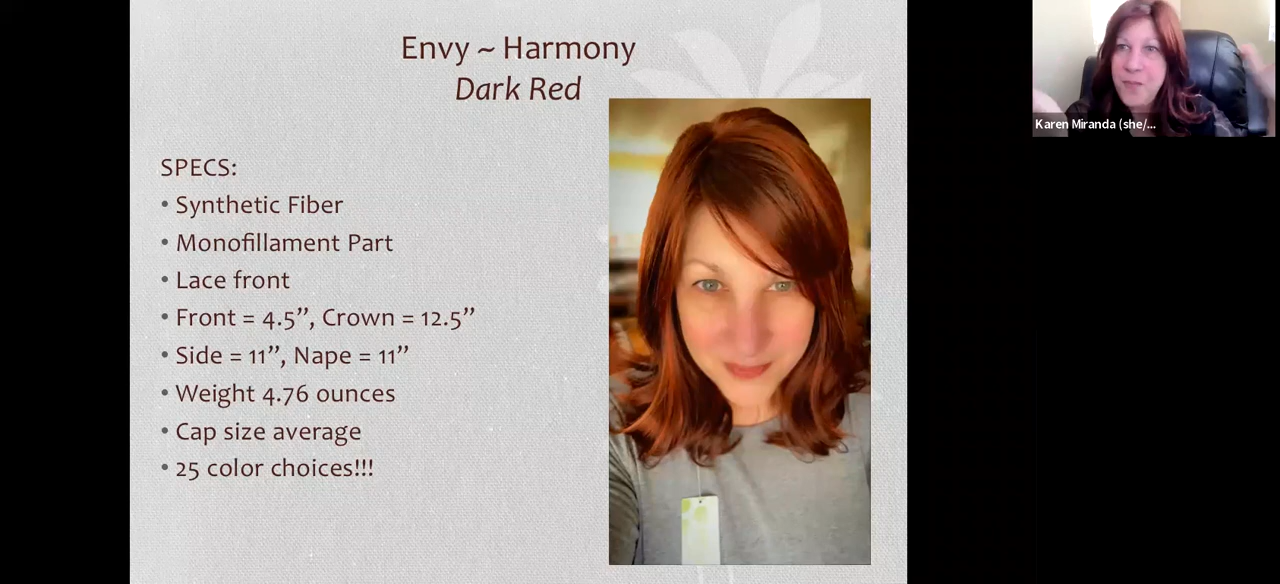 Envy ~ Harmony
Dark Red
SPECS:
• Synthetic Fiber
• Monofillament Part
• Lace front
• Front = 4.5”, Crown = 12.5”
• Side = 11”, Nape = 11”
• Weight 4.76 ounces
• Cap size average
• 25 color choices!!!
Karen Miranda (she/...